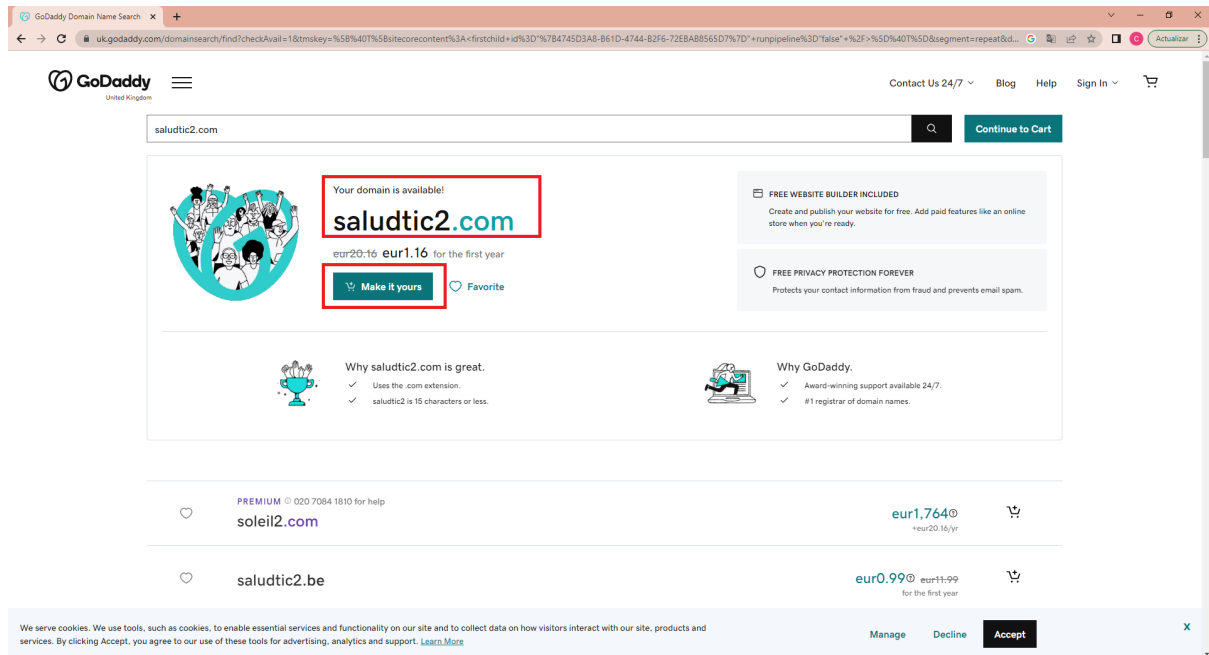 GoDaddy Domain Name Search
uk.godaddy.com/domainsearch/find?checkAvail=1&tmskey=%5B%40T%5Bsitecorecontent%3A<firstchild+id%3D"%7B4745D3A8-B61D-4744-B2F6-72EBAB8565D7%7D"+runpipeline%3D"false"+%2F>%5D%40T%5D&segment=repeat&d...
Actualizar
GoDaddy
United Kingdom
Contact Us 24/7 Blog Help Sign In
saludtic2.com
Continue to Cart
Your domain is available!
saludtic2.com
eur20.16 eur1.16 for the first year
Make it yours Favorite
FREE WEBSITE BUILDER INCLUDED
Create and publish your website for free. Add paid features like an online
store when you're ready.
FREE PRIVACY PROTECTION FOREVER
Protects your contact information from fraud and prevents email spam.
Why saludtic2.com is great.
Uses the .com extension.
saludtic2 is 15 characters or less.
Why GoDaddy.
Award-winning support available 24/7.
#1 registrar of domain names.
PREMIUM 020 7084 1810 for help
soleil2.com
eur1,764
+eur20.16/yr
saludtic2.be
eur0.99 eur11.99
for the first year
We serve cookies. We use tools, such as cookies, to enable essential services and functionality on our site and to collect data on how visitors interact with our site, products and
services. By clicking Accept, you agree to our use of these tools for advertising, analytics and support. Learn More
Manage Decline Accept X